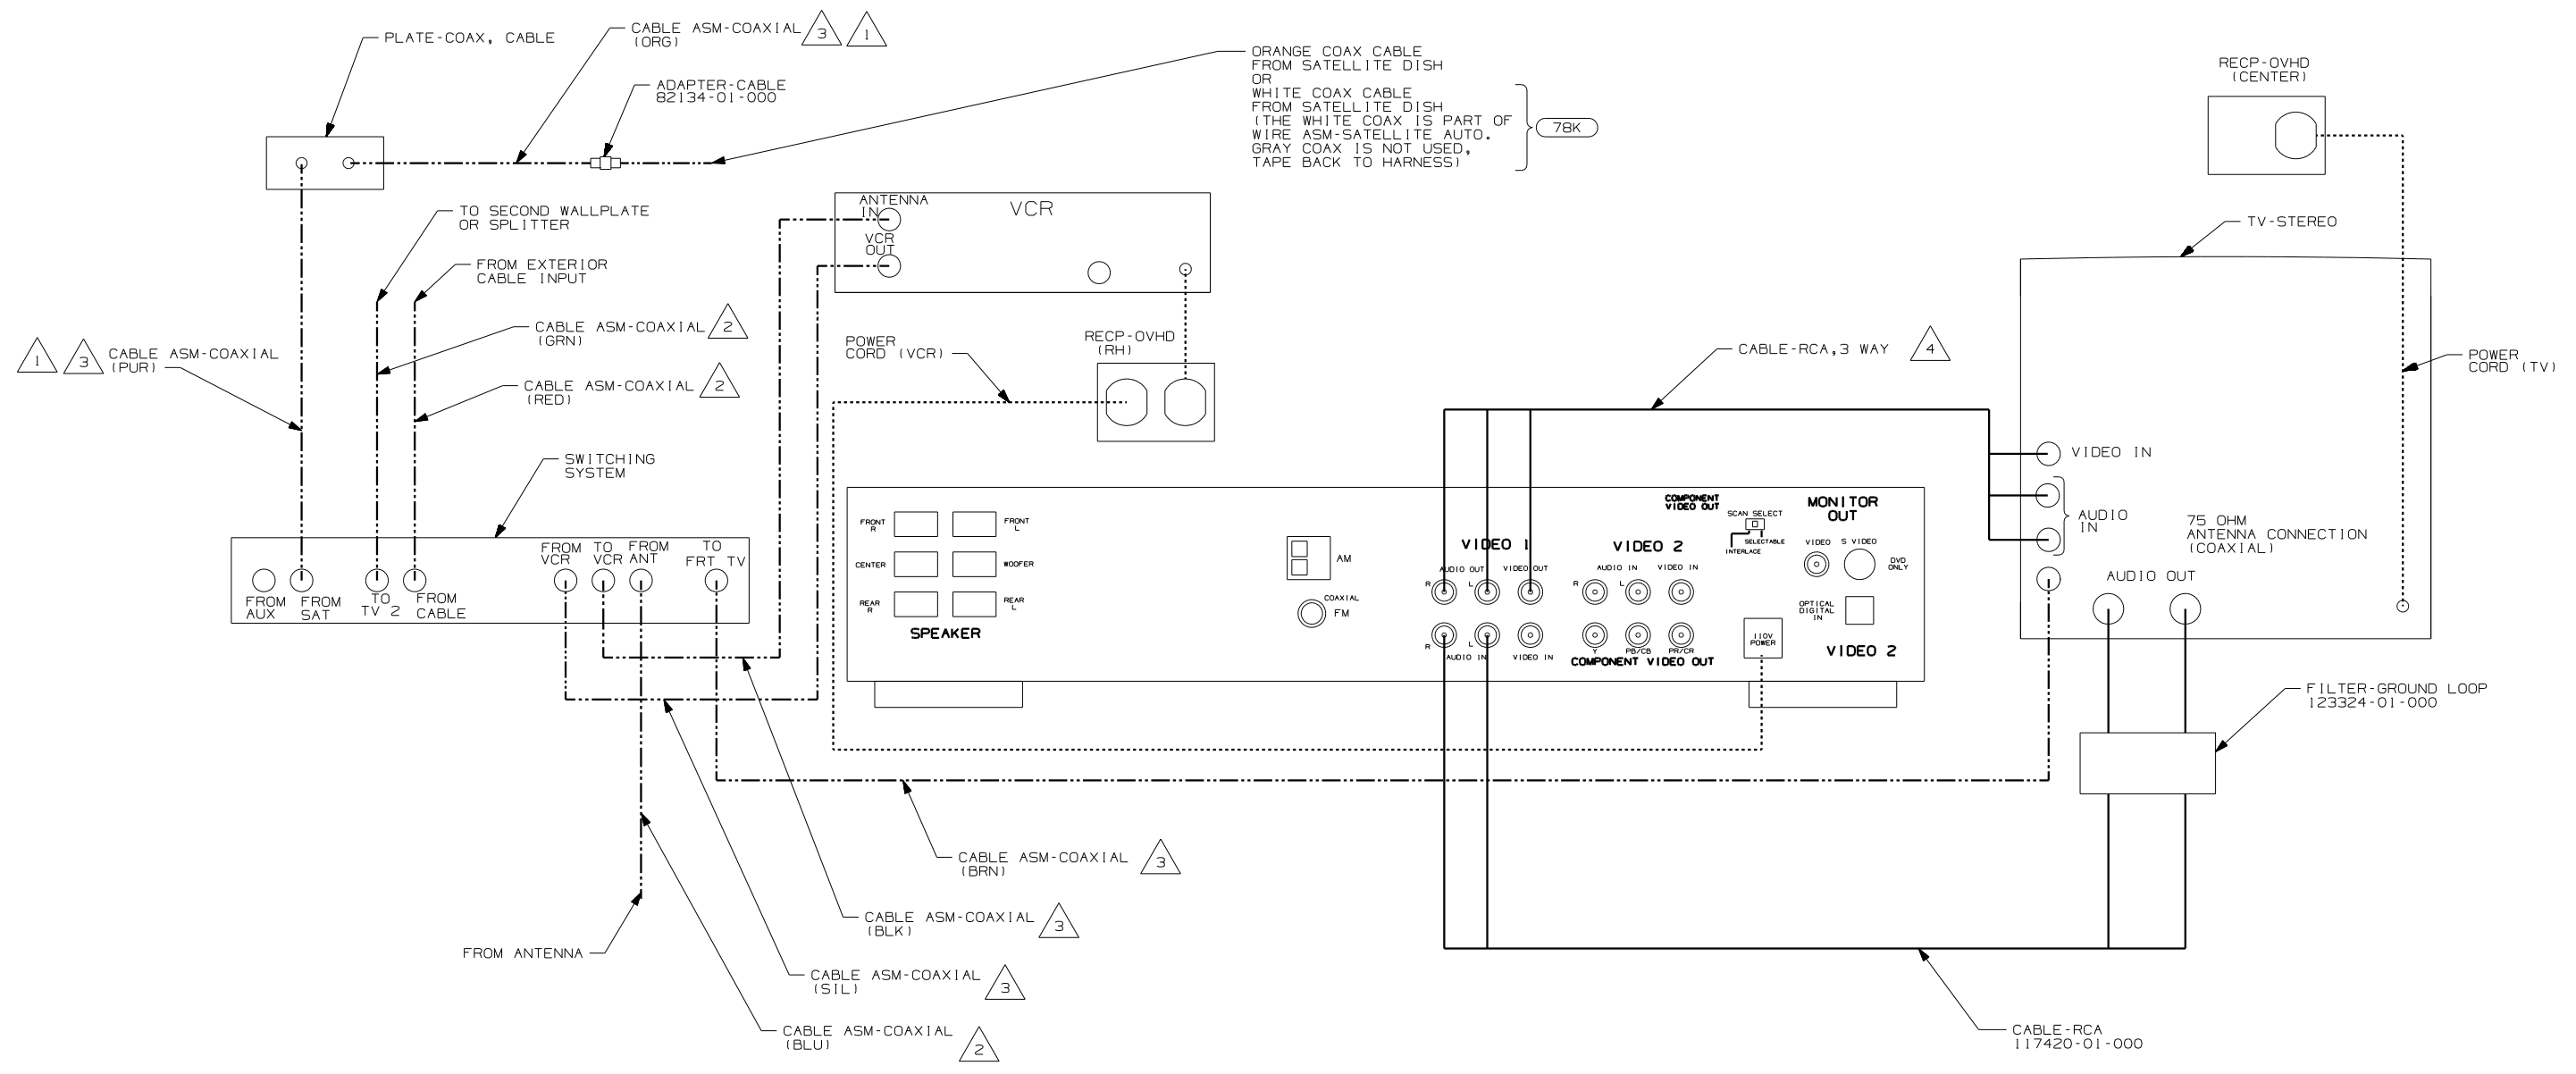 PLATE-COAX, CABLE
CABLE ASM-COAXIAL
(ORG)
3
1
ADAPTER-CABLE
82134-01-000
ORANGE COAX CABLE
FROM SATELLITE DISH
OR
WHITE COAX CABLE
FROM SATELLITE DISH
(THE WHITE COAX IS PART OF
WIRE ASM-SATELLITE AUTO.
GRAY COAX IS NOT USED,
TAPE BACK TO HARNESS)
78K
RECP-OVHD
(CENTER)
TO SECOND WALLPLATE
OR SPLITTER
FROM EXTERIOR
CABLE INPUT
CABLE ASM-COAXIAL
(GRN)
2
1
3
CABLE ASM-COAXIAL
(PUR)
CABLE ASM-COAXIAL
(RED)
2
SWITCHING
SYSTEM
ANTENNA
IN
VCR
VCR
OUT
POWER
CORD (VCR)
RECP-OVHD
(RH)
CABLE-RCA,3 WAY
4
TV-STEREO
POWER
CORD (TV)
VIDEO IN
AUDIO
IN
75 OHM
ANTENNA CONNECTION
(COAXIAL)
AUDIO OUT
FROM
VCR
TO
VCR
FROM
ANT
TO
FRT TV
FROM
AUX
FROM
SAT
TO
TV 2
FROM
CABLE
FRONT
R
FRONT
L
CENTER
WOOFER
REAR
R
REAR
L
SPEAKER
AM
COAXIAL
FM
VIDEO 1
AUDIO OUT
VIDEO OUT
R
L
R
L
AUDIO IN
VIDEO IN
VIDEO 2
AUDIO IN
VIDEO IN
R
L
Y
PB/CB
PR/CR
COMPONENT VIDEO OUT
COMPONENT
VIDEO OUT
SCAN SELECT
SELECTABLE
INTERLACE
MONITOR
OUT
VIDEO
S VIDEO
DVD
ONLY
OPTICAL
DIGITAL
IN
110V
POWER
VIDEO 2
FILTER-GROUND LOOP
123324-01-000
CABLE ASM-COAXIAL
(BRN)
3
CABLE ASM-COAXIAL
(BLK)
3
FROM ANTENNA
CABLE ASM-COAXIAL
(SIL)
3
CABLE ASM-COAXIAL
(BLU)
2
CABLE-RCA
117420-01-000